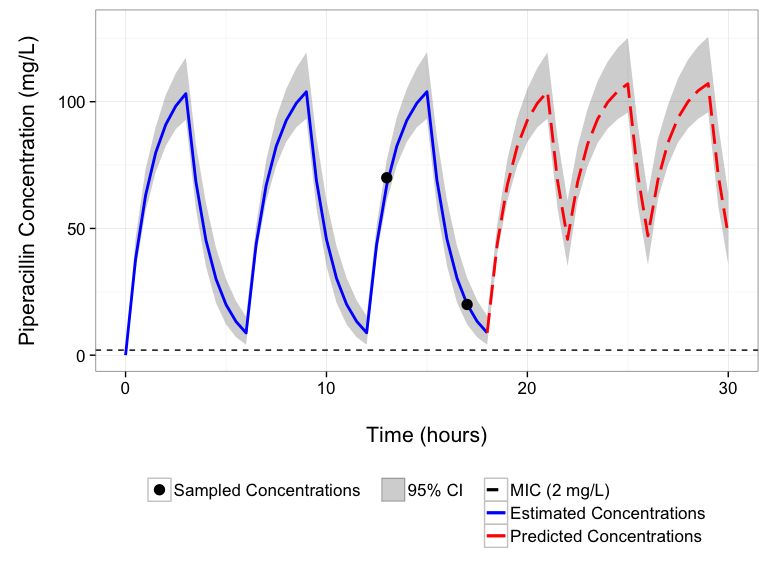 Piperacillin Concentration (mg/L)
100
50
0
0 10 20 30
Time (hours)
Sampled Concentrations 95% CI MIC (2 mg/L)
Estimated Concentrations
Predicted Concentrations